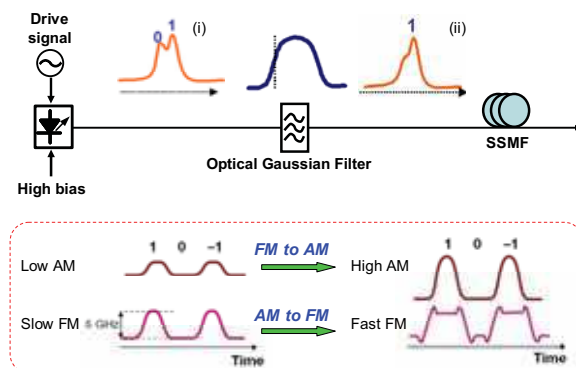 Drive
signal
(i)
0 1
(ii)
1
Optical Gaussian Filter
SSMF
High bias
1 0 –1
FM to AM
1 0 –1
Low AM
High AM
Slow FM
5 GHz
AM to FM
Fast FM
Time
Time